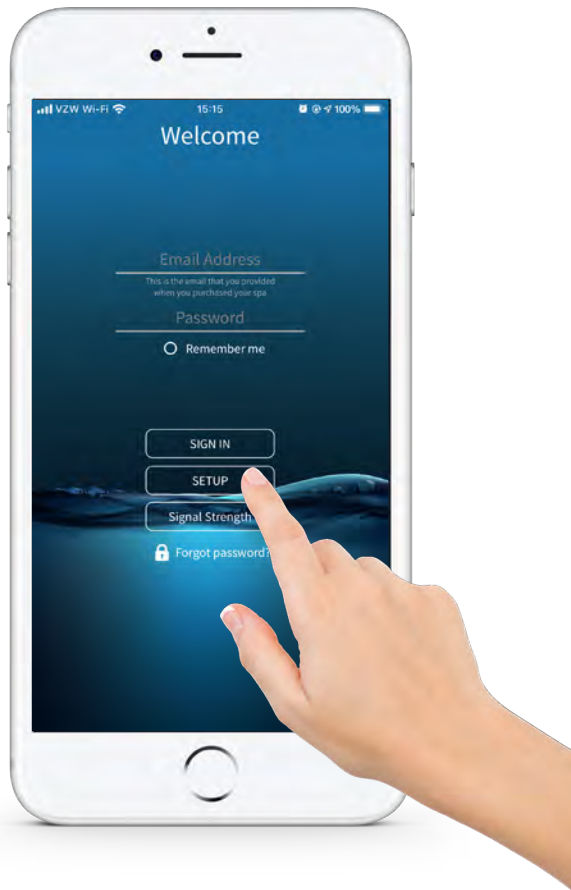 VZW Wi-Fi 15:15 100%
Welcome
Email Address
This is the email that you provided
when you purchased your spa
Password
Remember me
SIGN IN
SETUP
Signal Strength
Forgot password?